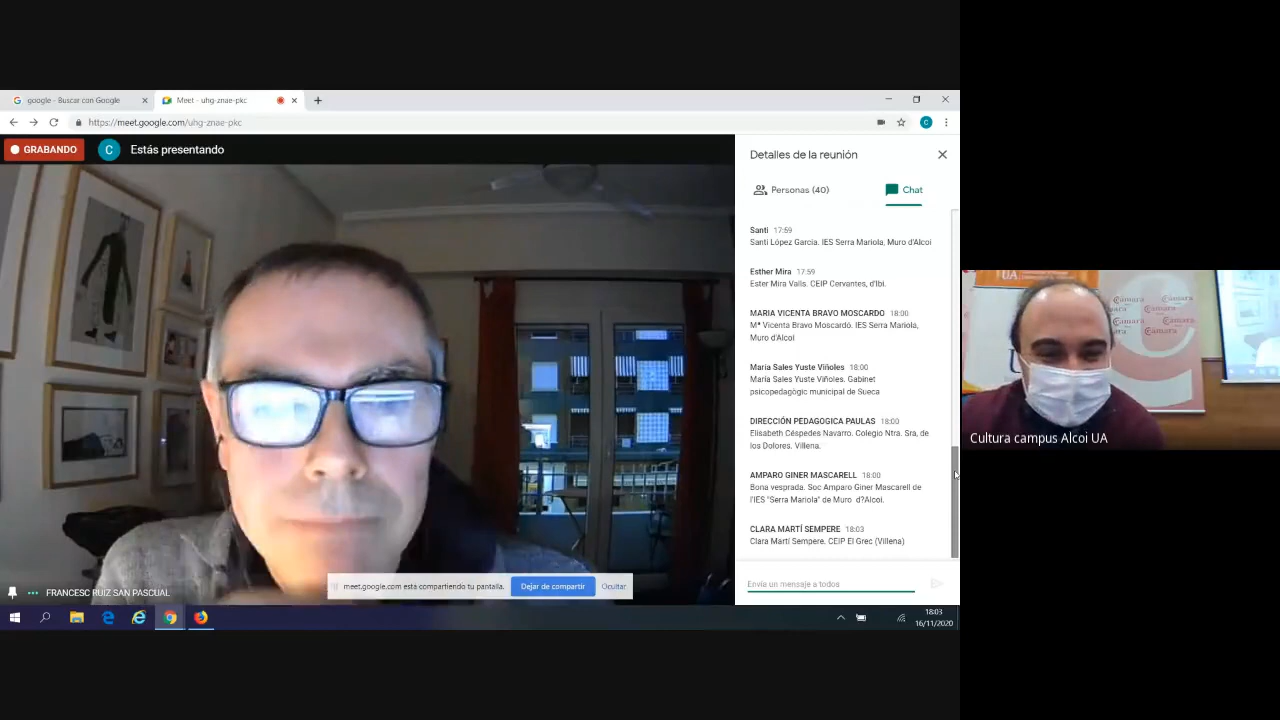 google - Buscar con Google
Meet - uhg-znae-pkc
https://meet.google.com/uhg-znae-pkc
GRABANDO
C
Estás presentando
Detalles de la reunión
Personas (40)
Chat
Santi 17:59
Santi López García. IES Serra Mariola, Muro d'Alcoi
Esther Mira 17:59
Ester Mira Valls. CEIP Cervantes, d'Ibi.
MARIA VICENTA BRAVO MOSCARDO 18:00
Mª Vicenta Bravo Moscardó. IES Serra Mariola,
Muro d'Alcoi
Maria Sales Yuste Viñoles 18:00
Maria Sales Yuste Viñoles. Gabinet
psicopedagògic municipal de Sueca
DIRECCIÓN PEDAGOGICA PAULAS 18:00
Elisabeth Céspedes Navarro. Colegio Ntra. Sra. de
los Dolores. Villena.
AMPARO GINER MASCARELL 18:00
Bona vesprada. Soc Amparo Giner Mascarell de
l'IES "Serra Mariola" de Muro d?Alcoi.
CLARA MARTÍ SEMPERE 18:03
Clara Martí Sempere. CEIP El Grec (Villena)
Envía un mensaje a todos
meet.google.com está compartiendo tu pantalla.
Dejar de compartir
Ocultar
FRANCESC RUIZ SAN PASCUAL
18:03
16/11/2020
UA
Cámara
Cultura campus Alcoi UA